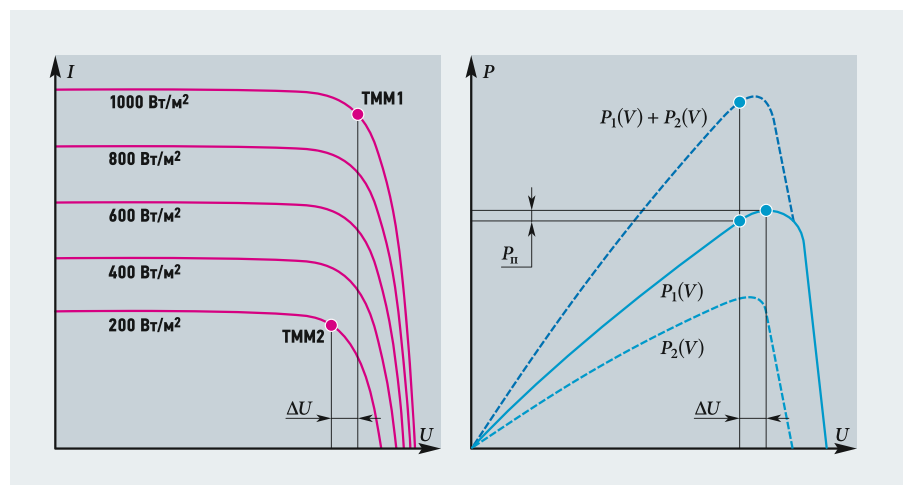 I
1000 Вт/м²
ТММ1
800 Вт/м²
600 Вт/м²
400 Вт/м²
200 Вт/м²
ТММ2
ΔU
U
P
P₁(V) + P₂(V)
Pп
P₁(V)
P₂(V)
ΔU
U